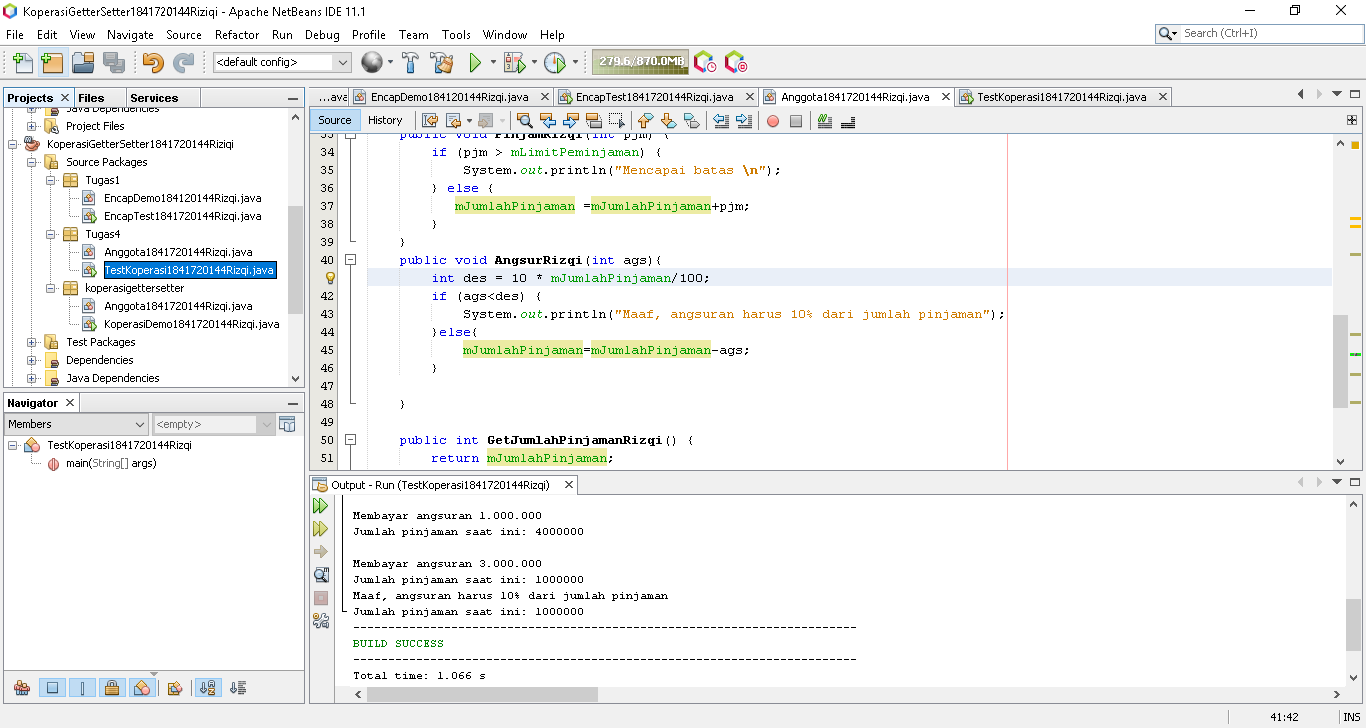 KoperasiGetterSetter1841720144Riziqi - Apache NetBeans IDE 11.1
File Edit View Navigate Source Refactor Run Debug Profile Team Tools Window Help
Search (Ctrl+I)
<default config>
279.6/870.0MB
Projects Files Services
Java Dependencies
Project Files
KoperasiGetterSetter1841720144Riziqi
Source Packages
Tugas1
EncapDemo184120144Rizqi.java
EncapTest1841720144Rizqi.java
Tugas4
Anggota1841720144Rizqi.java
TestKoperasi1841720144Rizqi.java
koperasigettersetter
Anggota1841720144Rizqi.java
KoperasiDemo1841720144Rizqi.java
Test Packages
Dependencies
Java Dependencies
Navigator
Members
<empty>
TestKoperasi1841720144Rizqi
main(String[] args)
...ava EncapDemo184120144Rizqi.java EncapTest1841720144Rizqi.java Anggota1841720144Rizqi.java TestKoperasi1841720144Rizqi.java
Source History
33 public void PinjamRizqi(int pjm) {
34 if (pjm > mLimitPeminjaman) {
35 System.out.println("Mencapai batas \n");
36 } else {
37 mJumlahPinjaman =mJumlahPinjaman+pjm;
38 }
39 }
40 public void AngsurRizqi(int ags){
int des = 10 * mJumlahPinjaman/100;
42 if (ags<des) {
43 System.out.println("Maaf, angsuran harus 10% dari jumlah pinjaman");
44 }else{
45 mJumlahPinjaman=mJumlahPinjaman-ags;
46 }
47
48 }
49
50 public int GetJumlahPinjamanRizqi() {
51 return mJumlahPinjaman;
Output - Run (TestKoperasi1841720144Rizqi)
Membayar angsuran 1.000.000
Jumlah pinjaman saat ini: 4000000
Membayar angsuran 3.000.000
Jumlah pinjaman saat ini: 1000000
Maaf, angsuran harus 10% dari jumlah pinjaman
Jumlah pinjaman saat ini: 1000000
------------------------------------------------------------------------
BUILD SUCCESS
------------------------------------------------------------------------
Total time: 1.066 s
41:42 INS